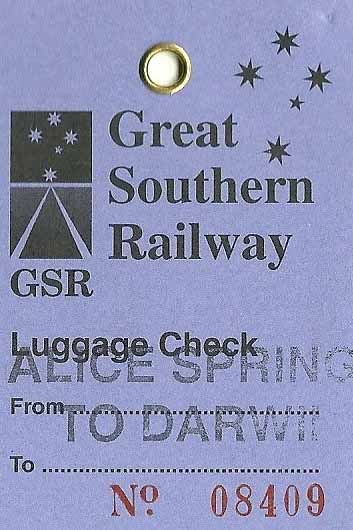 Great
Southern
Railway
GSR
Luggage Check
ALICE SPRING
From
TO DARWI
To
No. 08409